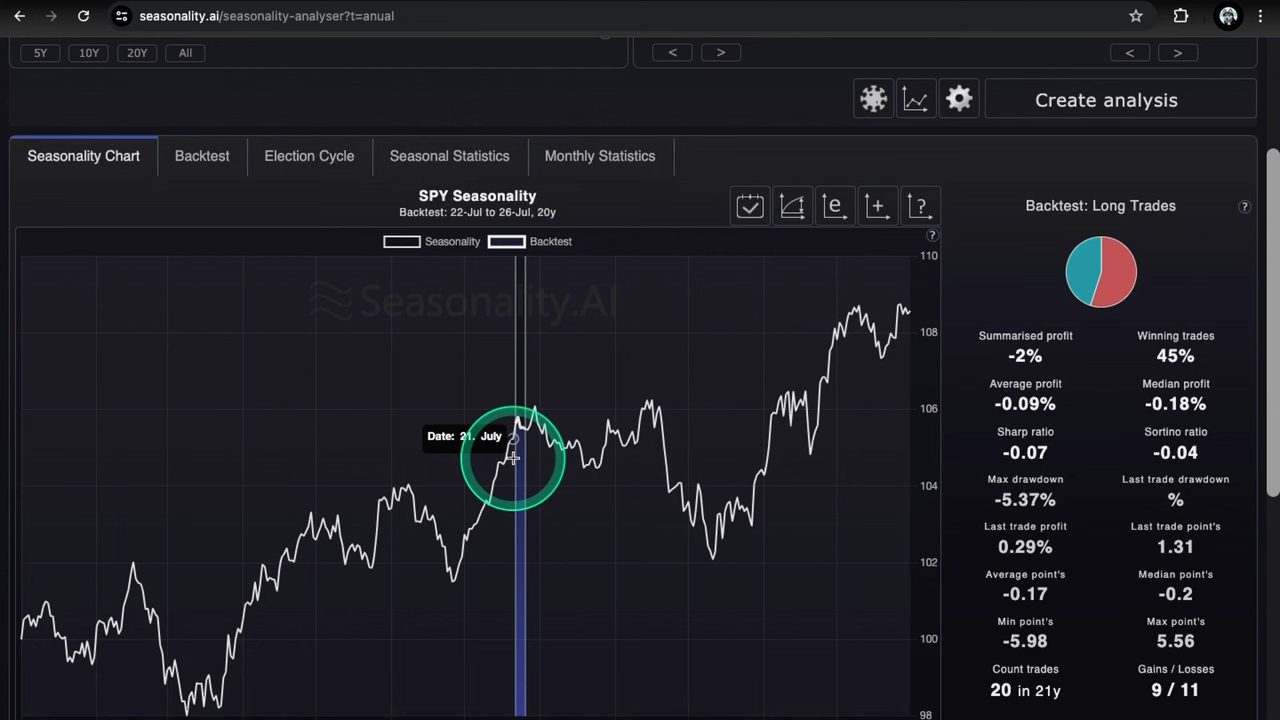 seasonality.ai/seasonality-analyser?t=anual
5Y 10Y 20Y All < > < >
Create analysis
Seasonality Chart Backtest Election Cycle Seasonal Statistics Monthly Statistics
SPY Seasonality
Backtest: 22-Jul to 26-Jul, 20y
e + ?
Seasonality Backtest ?
Seasonality.AI
110
108
106
104
102
100
98
Date: 21. July
Backtest: Long Trades ?
Summarised profit Winning trades
-2% 45%
Average profit Median profit
-0.09% -0.18%
Sharp ratio Sortino ratio
-0.07 -0.04
Max drawdown Last trade drawdown
-5.37% %
Last trade profit Last trade point's
0.29% 1.31
Average point's Median point's
-0.17 -0.2
Min point's Max point's
-5.98 5.56
Count trades Gains / Losses
20 in 21y 9 / 11